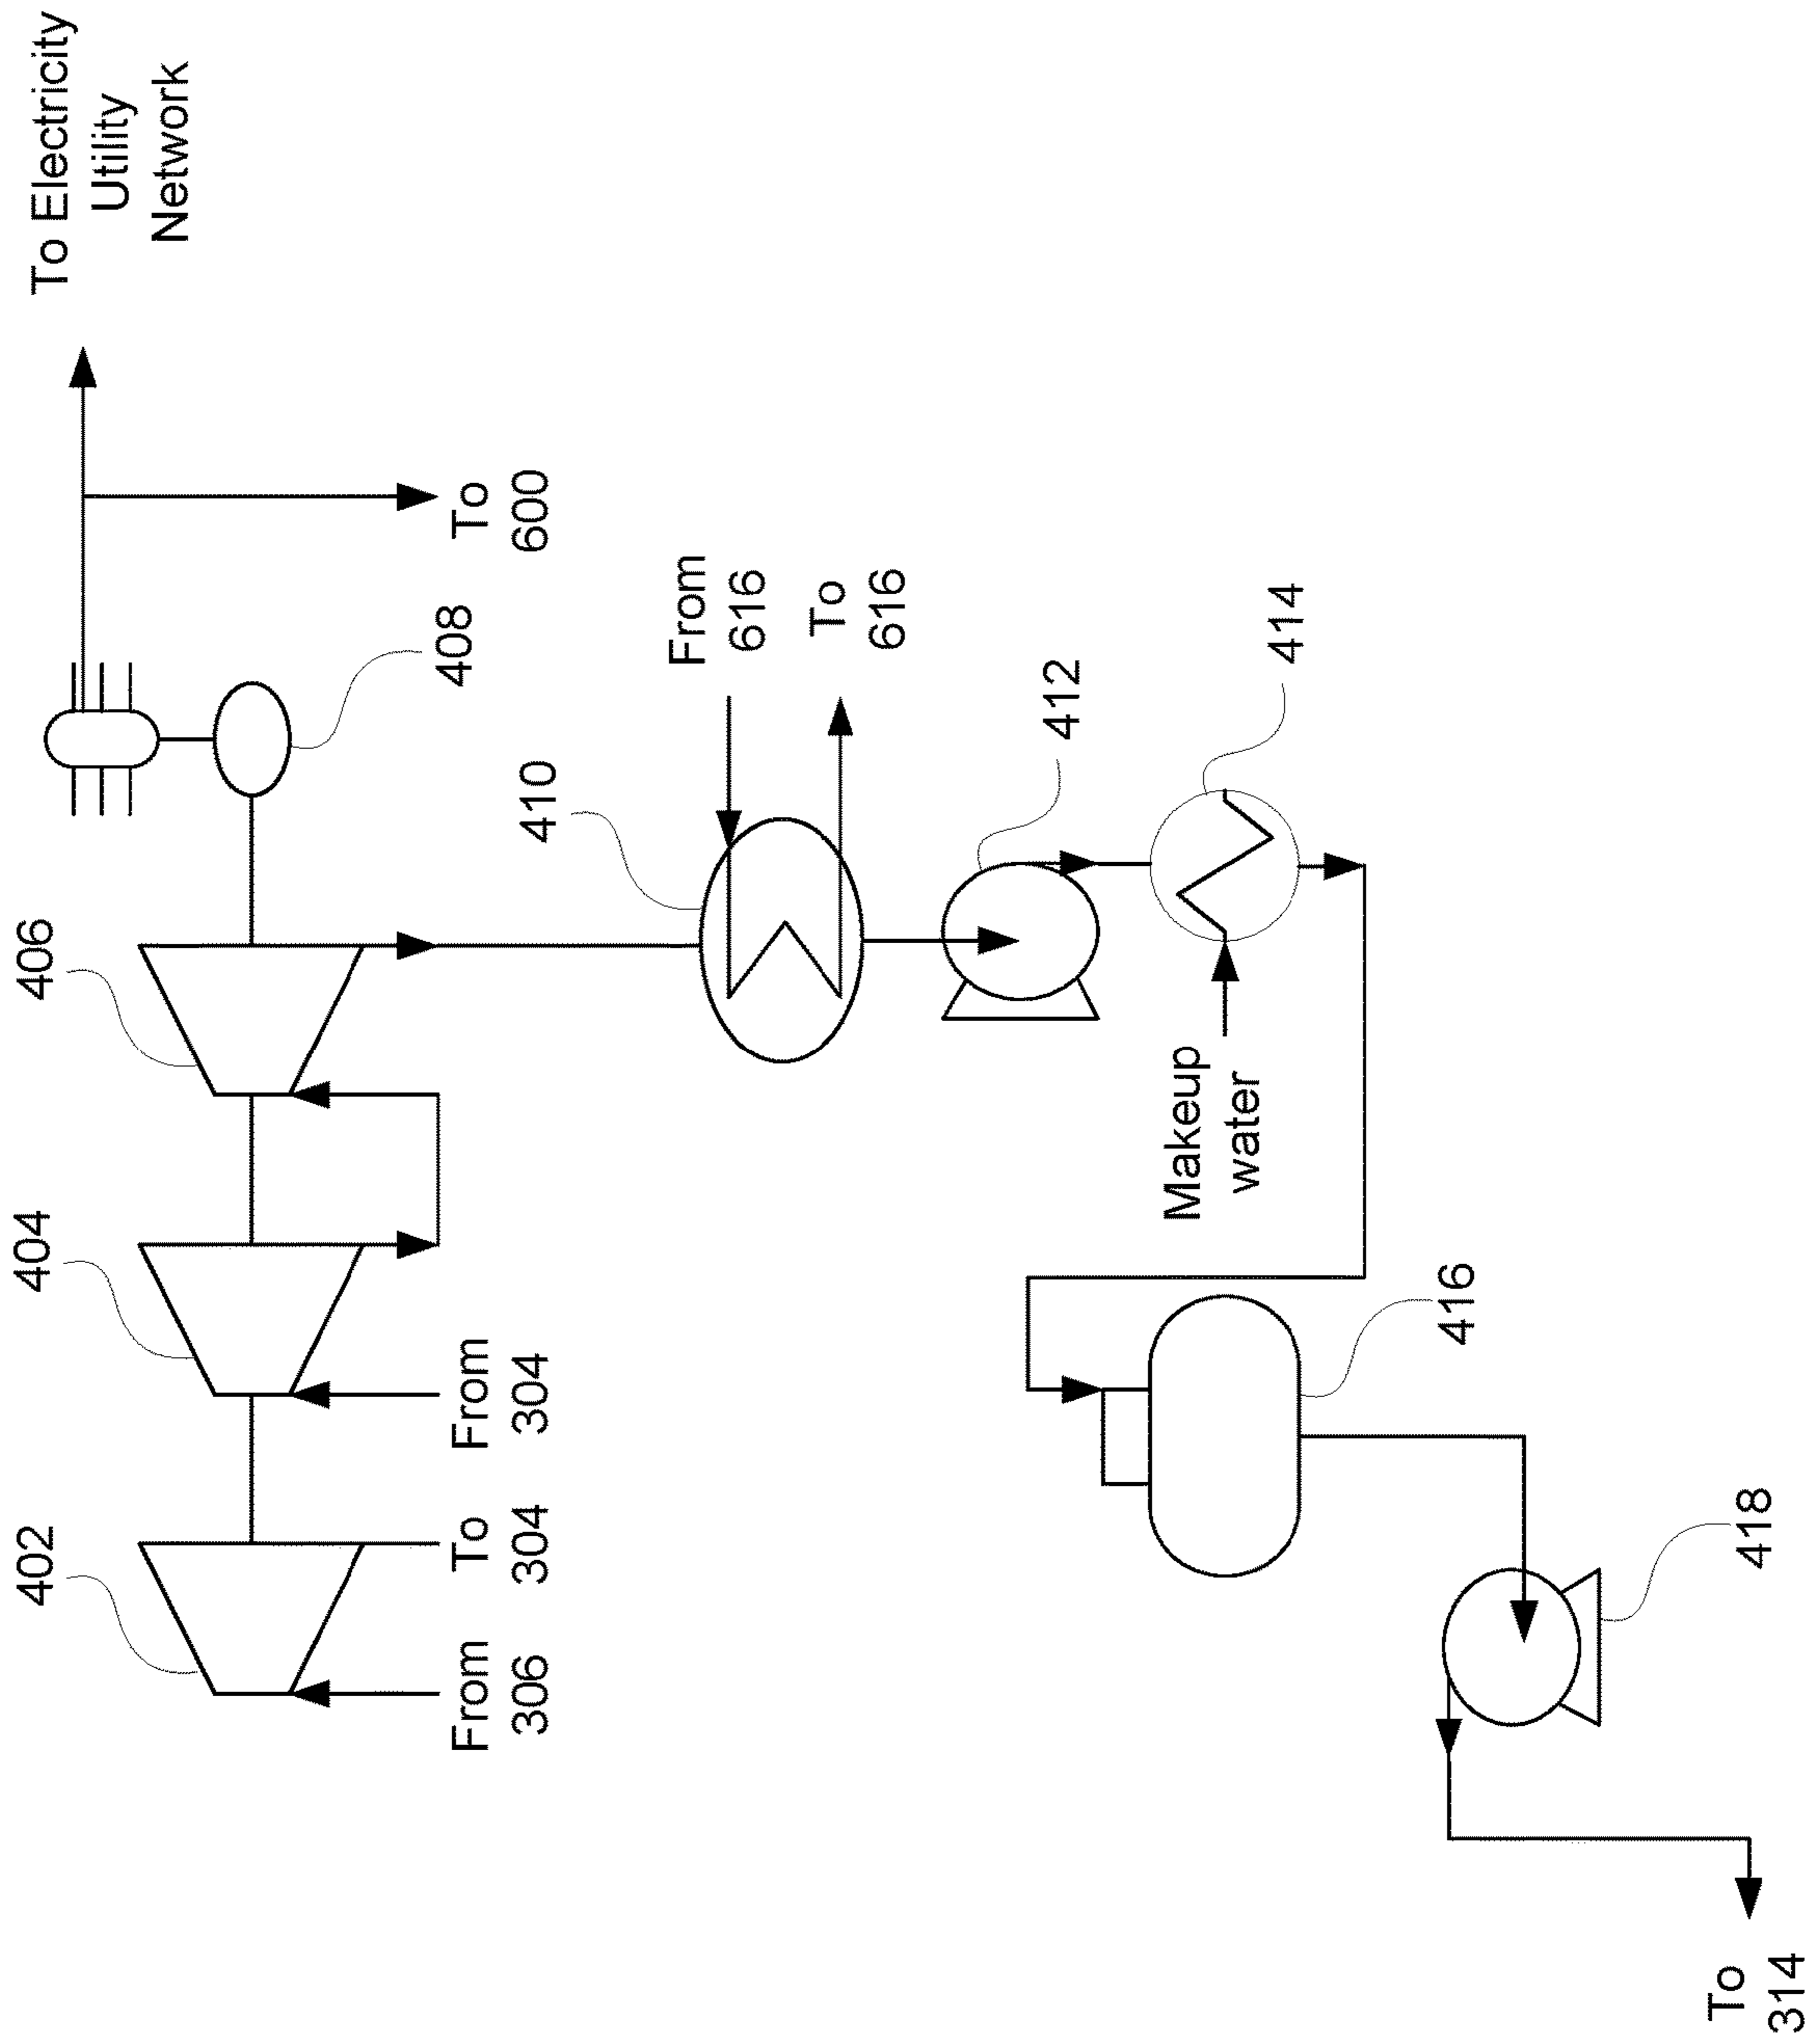 To Electricity
Utility
Network
402
404
406
408
From
306
To
304
From
304
To
600
410
From
616
To
616
412
414
Makeup
water
416
418
To
314